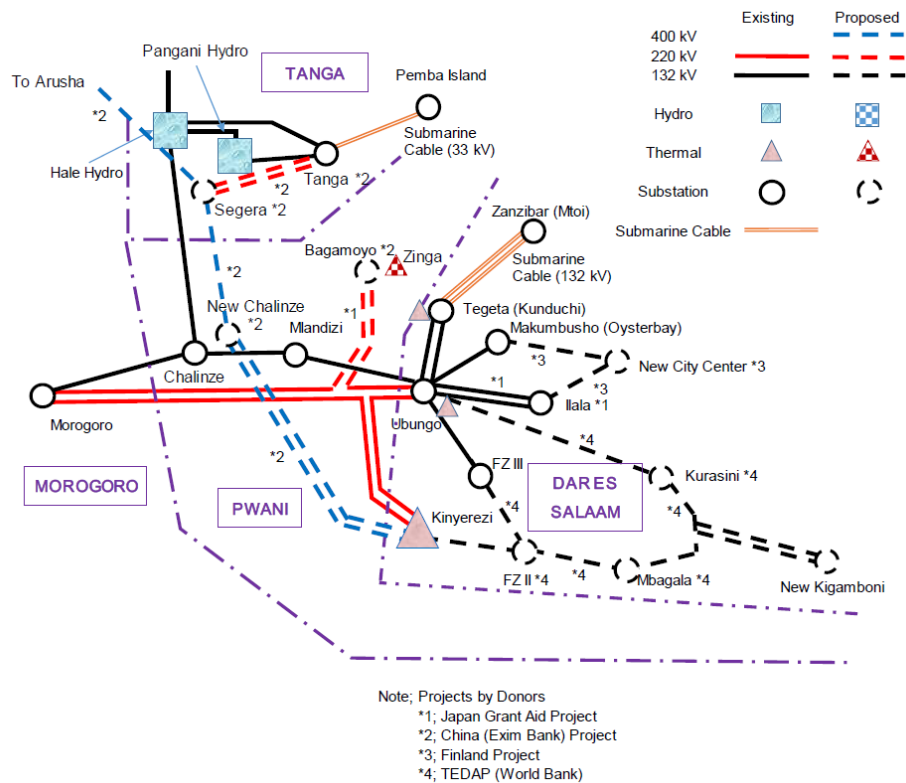 Existing
Proposed
400 kV
220 kV
132 kV
Hydro
Thermal
Substation
Submarine Cable
Pangani Hydro
TANGA
Pemba Island
To Arusha
*2
Submarine
Cable (33 kV)
Hale Hydro
Tanga *2
*2
Segera *2
Zanzibar (Mtoi)
Bagamoyo *2
Zinga
Submarine
Cable (132 kV)
*2
New Chalinze
*2
*1
Mlandizi
Tegeta (Kunduchi)
Makumbusho (Oysterbay)
*3
New City Center *3
Chalinze
*1
*3
Ilala *1
Morogoro
Ubungo
*4
*2
FZ III
Kurasini *4
MOROGORO
PWANI
DAR ES
SALAAM
*4
*4
Kinyerezi
FZ II *4
*4
Mbagala *4
New Kigamboni
Note; Projects by Donors
*1; Japan Grant Aid Project
*2; China (Exim Bank) Project
*3; Finland Project
*4; TEDAP (World Bank)